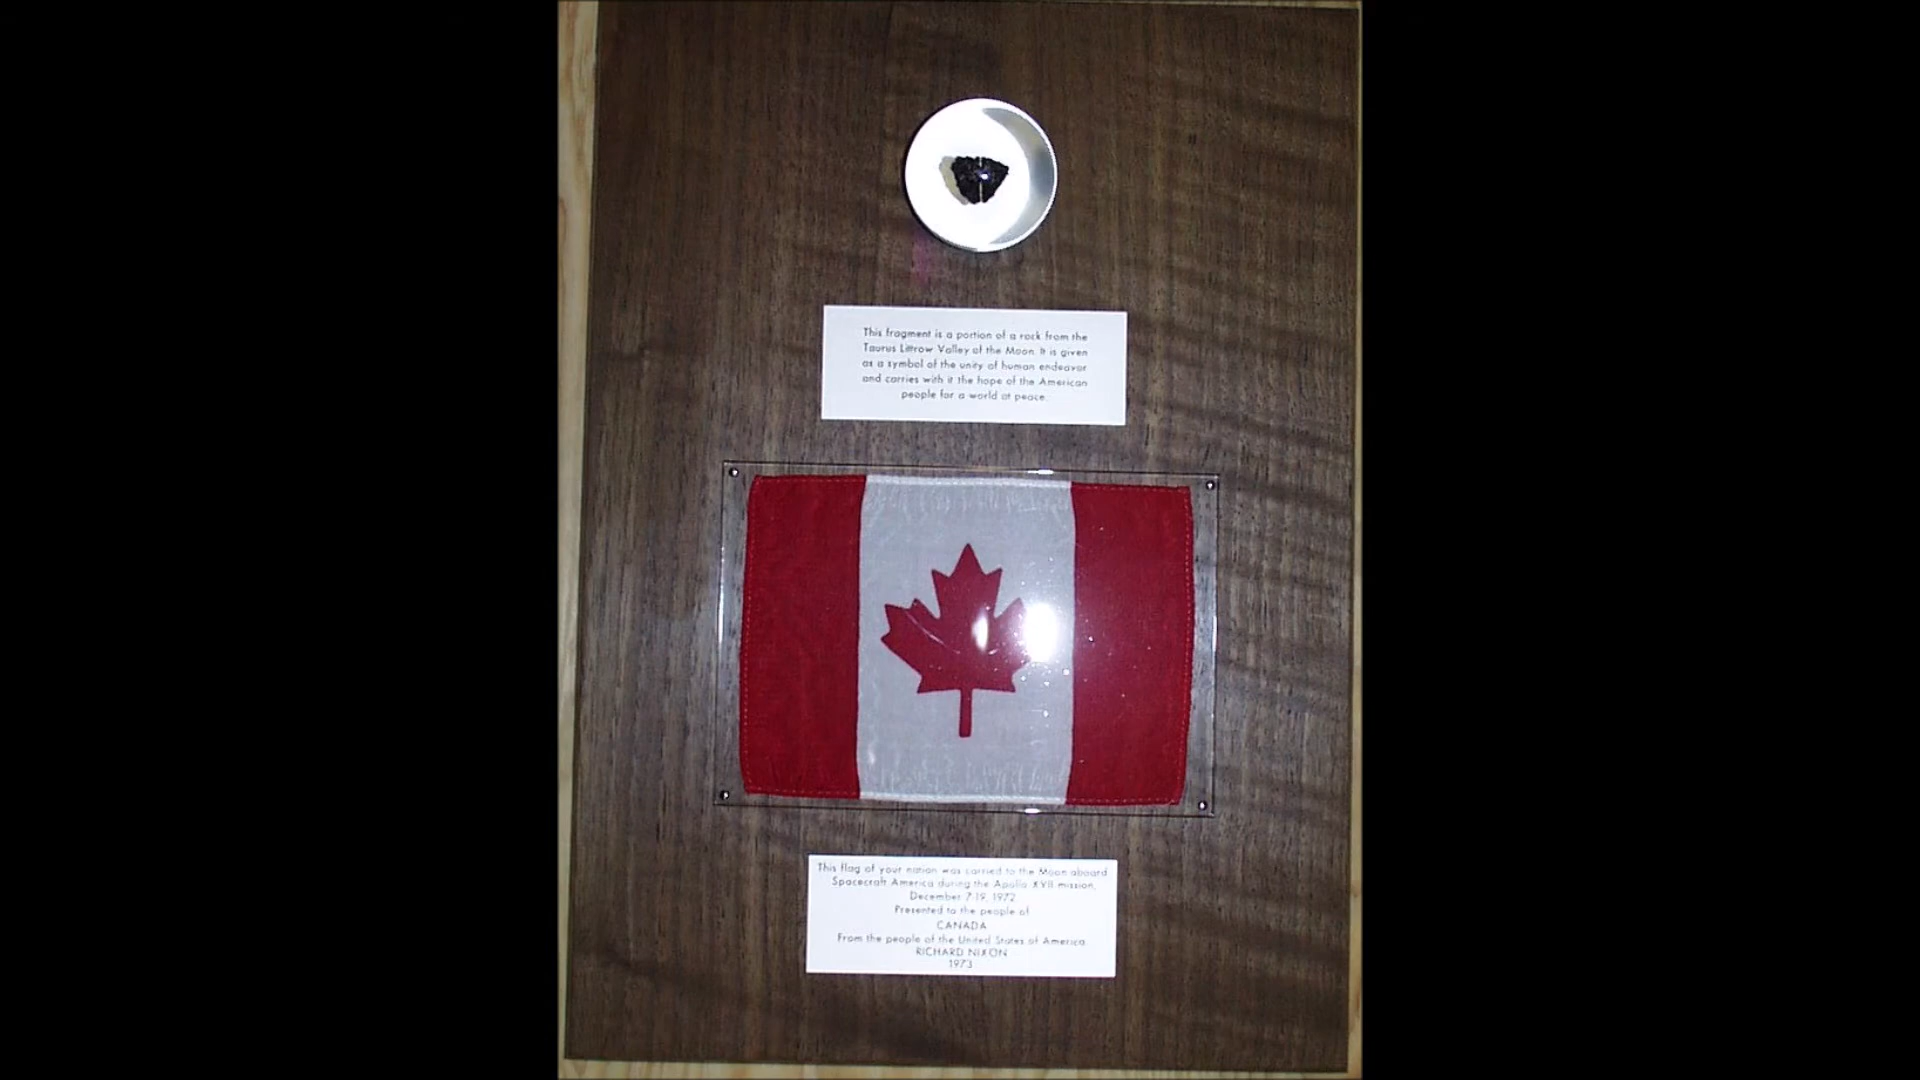 This fragment is a portion of a rock from the
Taurus Littrow Valley of the Moon. It is given
as a symbol of the unity of human endeavor
and carries with it the hope of the American
people for a world at peace.
This flag of your nation was carried to the Moon aboard
Spacecraft America during the Apollo XVII mission,
December 7-19, 1972
Presented to the people of
CANADA
From the people of the United States of America
RICHARD NIXON
1973